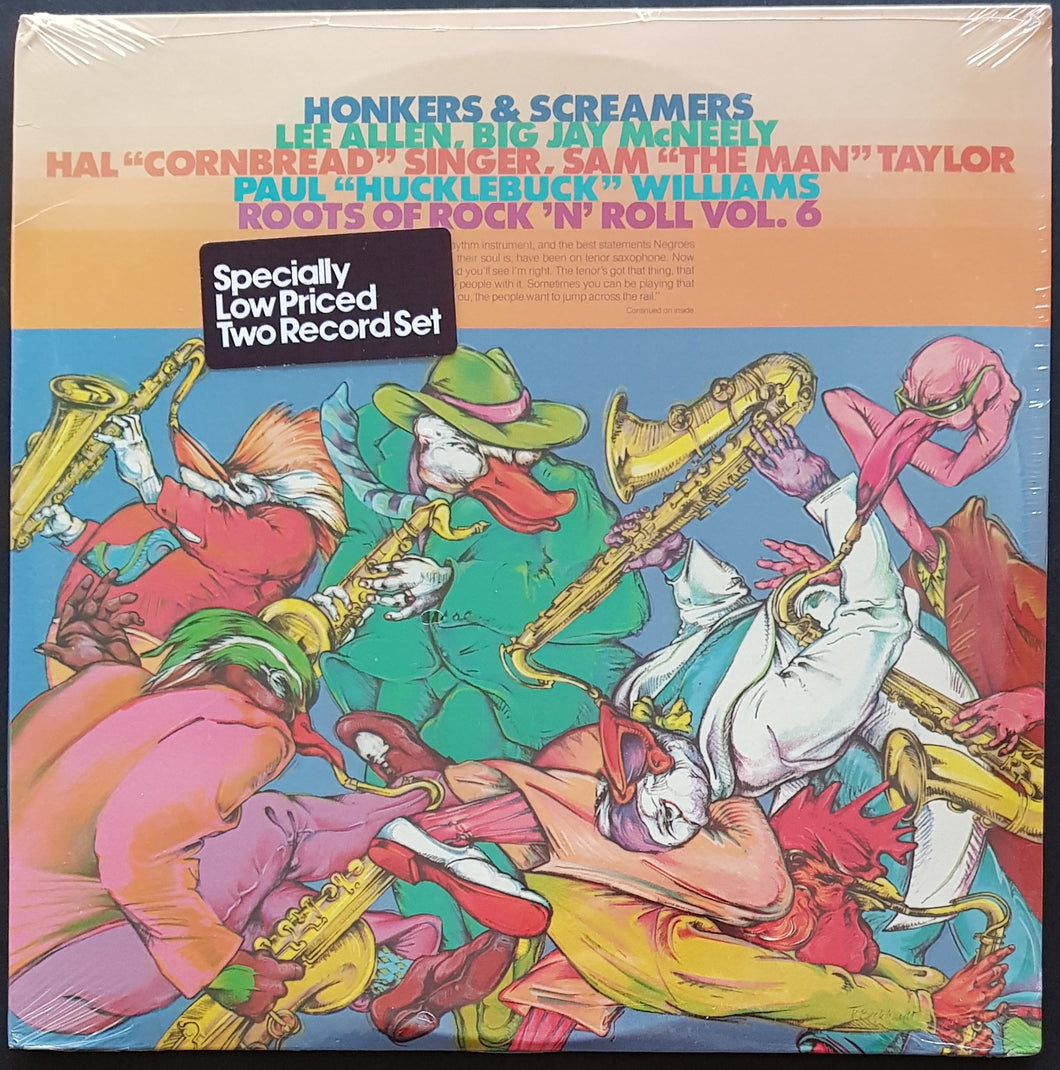 HONKERS & SCREAMERS
LEE ALLEN, BIG JAY McNEELY
HAL “CORNBREAD” SINGER, SAM “THE MAN” TAYLOR
PAUL “HUCKLEBUCK” WILLIAMS
ROOTS OF ROCK ’N’ ROLL VOL. 6
instrument, and the best statements Negroes
their soul is, have been on tenor saxophone. Now
you'll see I'm right. The tenor's got that thing, that
people with it. Sometimes you can be playing that
the people want to jump across the rail."
Continued on inside
Specially
Low Priced
Two Record Set